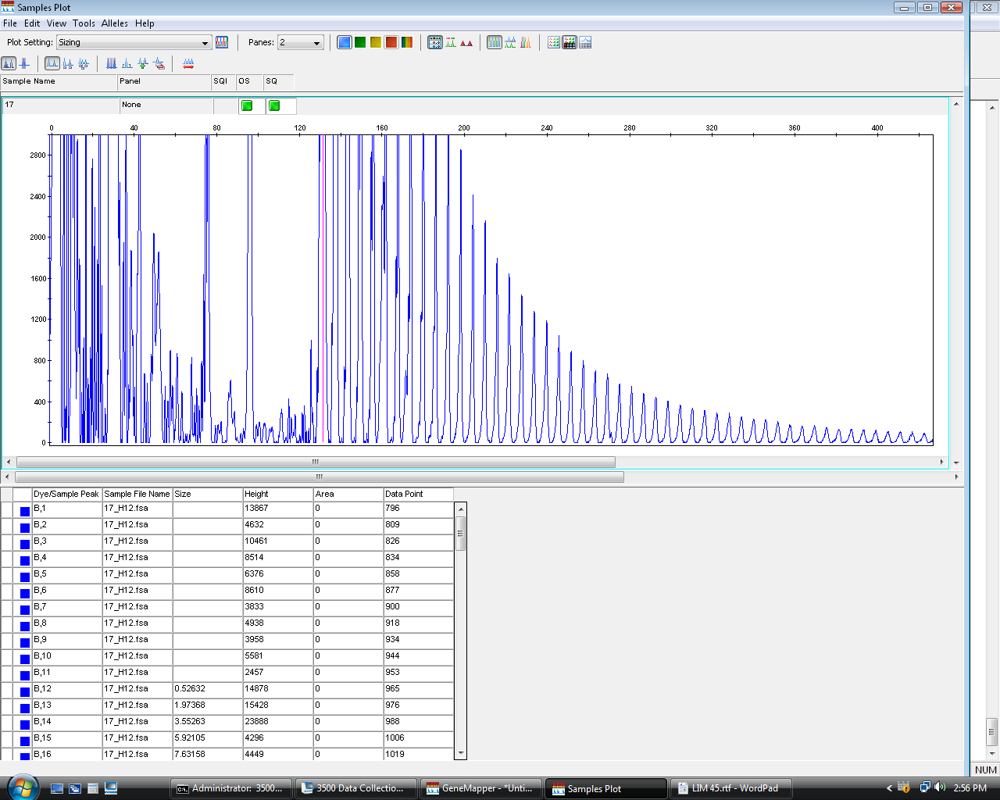 Samples Plot
File Edit View Tools Alleles Help
Plot Setting: Sizing Panes: 2
Sample Name Panel SQI OS SQ
17 None
0 40 80 120 160 200 240 280 320 360 400
2800
2400
2000
1600
1200
800
400
0
Dye/Sample Peak Sample File Name Size Height Area Data Point
B,1 17_H12.fsa 13867 0 796
B,2 17_H12.fsa 4632 0 809
B,3 17_H12.fsa 10461 0 826
B,4 17_H12.fsa 8514 0 834
B,5 17_H12.fsa 6376 0 858
B,6 17_H12.fsa 8610 0 877
B,7 17_H12.fsa 3833 0 900
B,8 17_H12.fsa 4938 0 918
B,9 17_H12.fsa 3958 0 934
B,10 17_H12.fsa 5581 0 944
B,11 17_H12.fsa 2457 0 953
B,12 17_H12.fsa 0.52632 14878 0 965
B,13 17_H12.fsa 1.97368 15428 0 976
B,14 17_H12.fsa 3.55263 23888 0 988
B,15 17_H12.fsa 5.92105 4296 0 1006
B,16 17_H12.fsa 7.63158 4449 0 1019
NUM
Administrator: 3500... 3500 Data Collectio... GeneMapper - *Unti... Samples Plot LIM 45.rtf - WordPad 2:56 PM